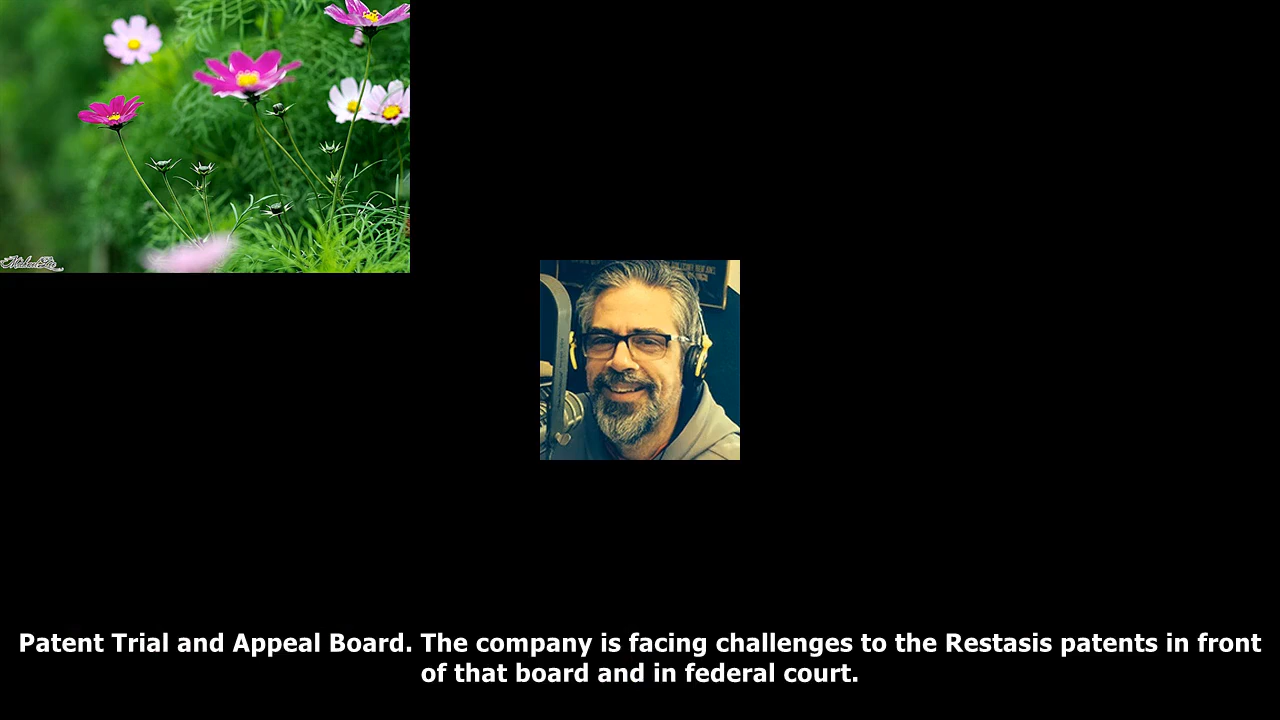 Patent Trial and Appeal Board. The company is facing challenges to the Restasis patents in front
of that board and in federal court.